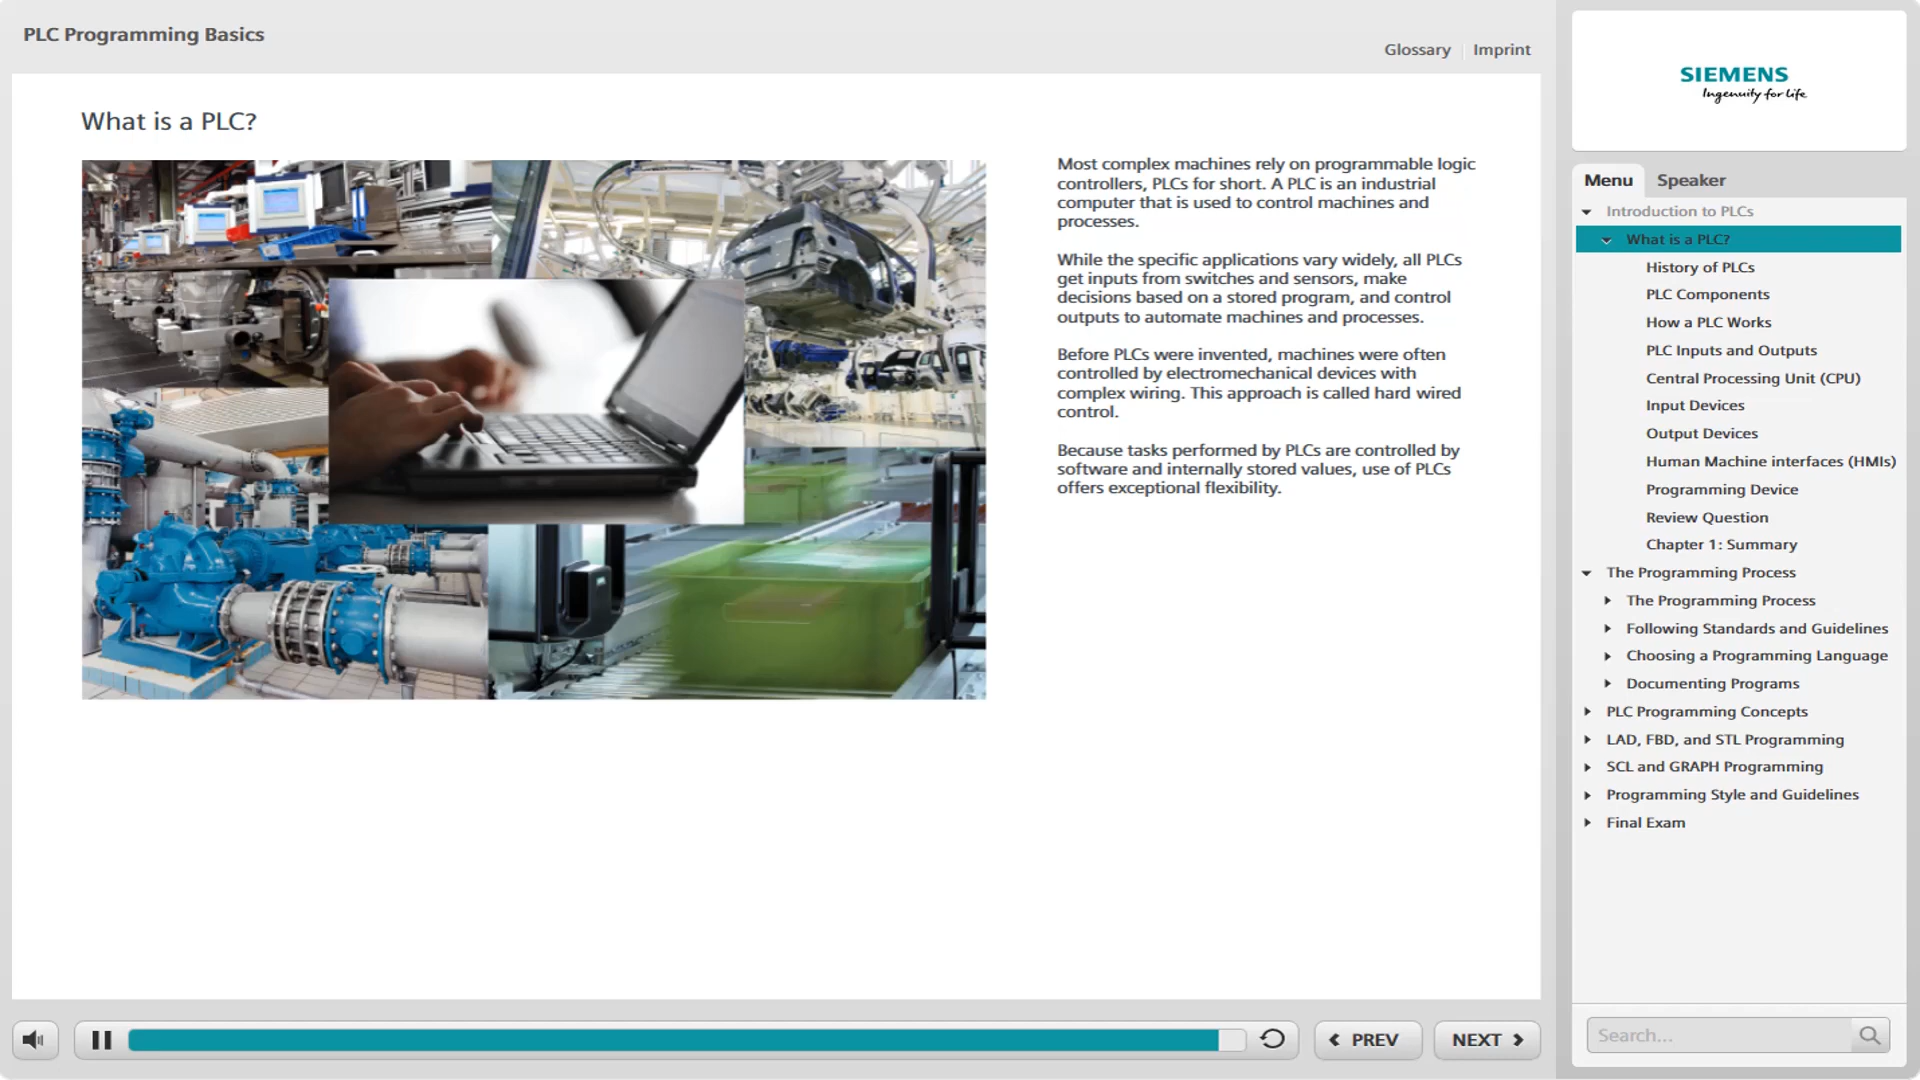 PLC Programming Basics
Glossary
Imprint
What is a PLC?
Most complex machines rely on programmable logic
controllers, PLCs for short. A PLC is an industrial
computer that is used to control machines and
processes.
While the specific applications vary widely, all PLCs
get inputs from switches and sensors, make
decisions based on a stored program, and control
outputs to automate machines and processes.
Before PLCs were invented, machines were often
controlled by electromechanical devices with
complex wiring. This approach is called hard wired
control.
Because tasks performed by PLCs are controlled by
software and internally stored values, use of PLCs
offers exceptional flexibility.
PREV
NEXT
SIEMENS
Ingenuity for life
Menu
Speaker
Introduction to PLCs
What is a PLC?
History of PLCs
PLC Components
How a PLC Works
PLC Inputs and Outputs
Central Processing Unit (CPU)
Input Devices
Output Devices
Human Machine interfaces (HMIs)
Programming Device
Review Question
Chapter 1: Summary
The Programming Process
The Programming Process
Following Standards and Guidelines
Choosing a Programming Language
Documenting Programs
PLC Programming Concepts
LAD, FBD, and STL Programming
SCL and GRAPH Programming
Programming Style and Guidelines
Final Exam
Search...